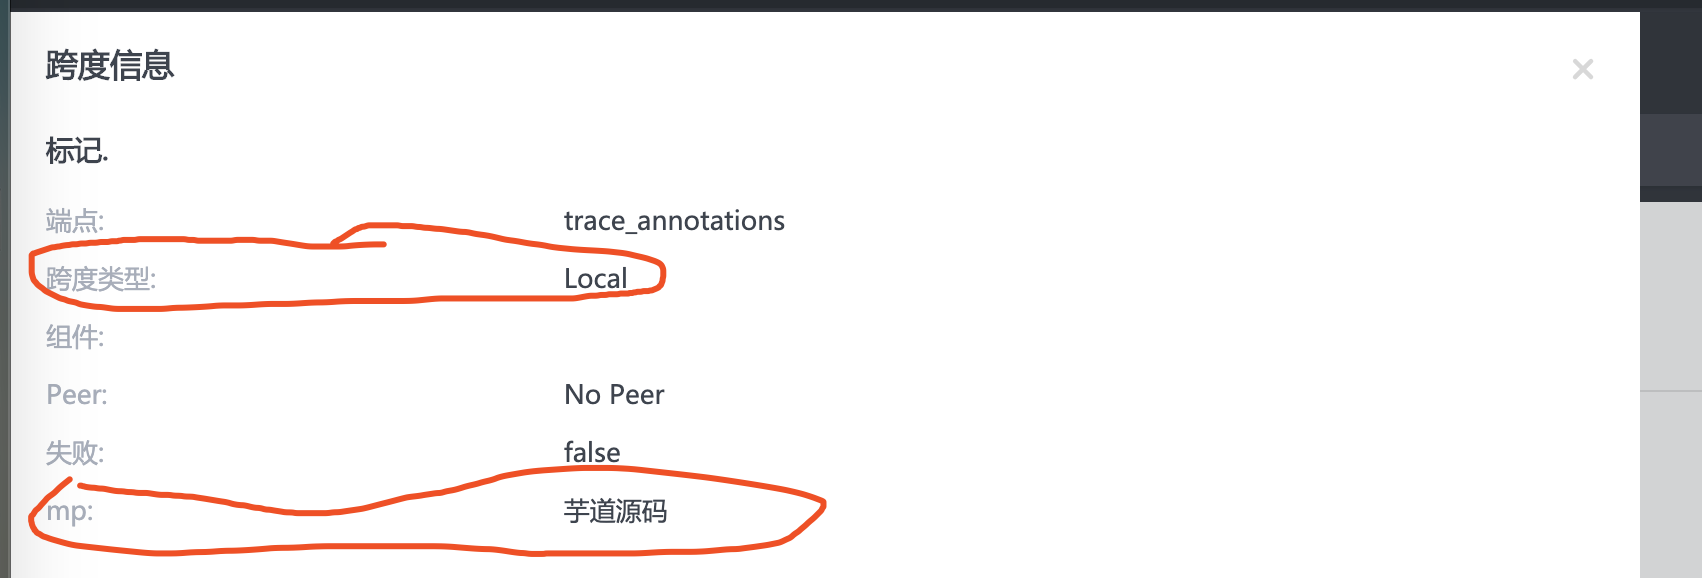 跨度信息
标记.
端点: trace_annotations
跨度类型: Local
组件:
Peer: No Peer
失败: false
mp: 芋道源码